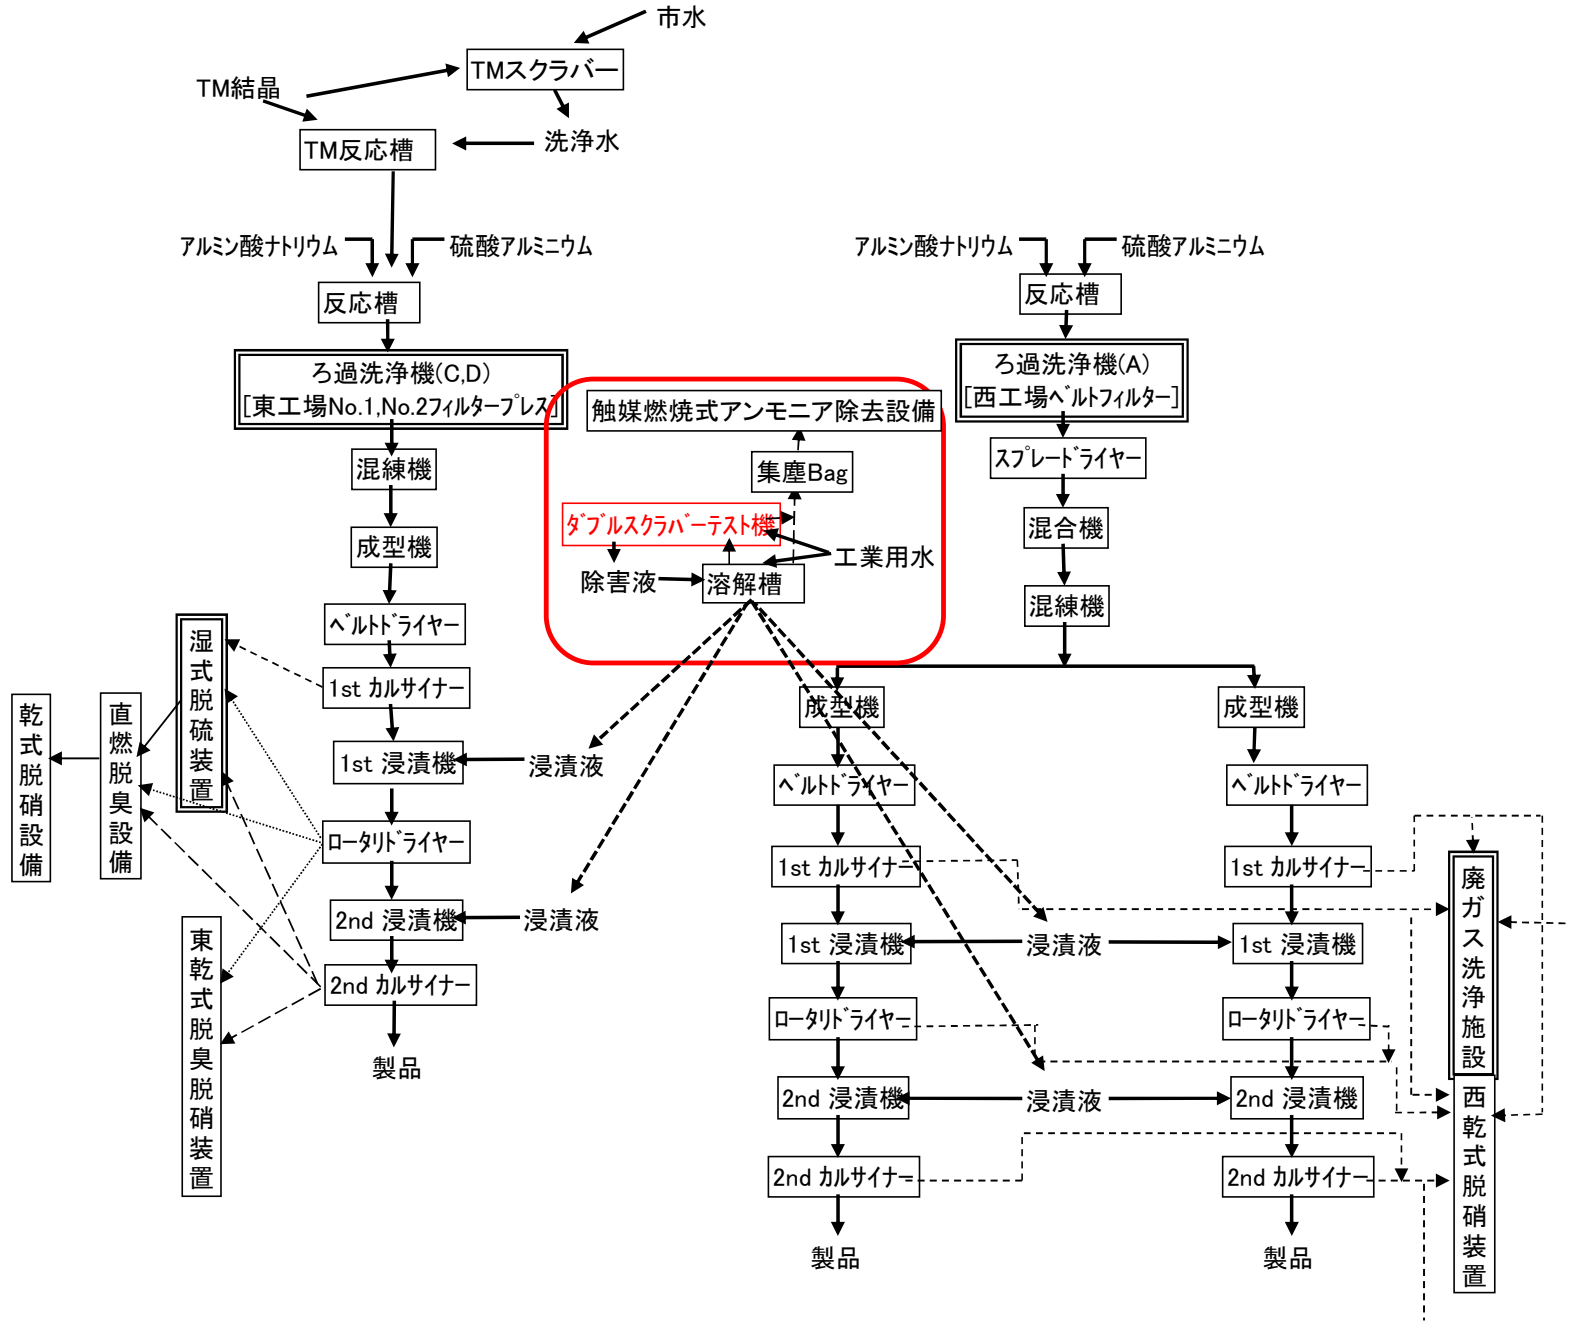 市水
TMスクラバー
TM結晶
TM反応槽
洗浄水
アルミン酸ナトリウム
硫酸アルミニウム
反応槽
ろ過洗浄機(C,D)
[東工場No.1,No.2フィルタープレス]
混練機
成型機
ベルトドライヤー
1st カルサイナー
1st 浸漬機
浸漬液
ロータリドライヤー
2nd 浸漬機
浸漬液
2nd カルサイナー
製品
湿式脱硫装置
直燃脱臭設備
乾式脱硝設備
東乾式脱臭脱硝装置
触媒燃焼式アンモニア除去設備
集塵Bag
ダブルスクラバーテスト機
工業用水
除害液
溶解槽
アルミン酸ナトリウム
硫酸アルミニウム
反応槽
ろ過洗浄機(A)
[西工場ベルトフィルター]
スプレードライヤー
混合機
混練機
成型機
ベルトドライヤー
1st カルサイナー
1st 浸漬機
浸漬液
ロータリドライヤー
2nd 浸漬機
浸漬液
2nd カルサイナー
製品
成型機
ベルトドライヤー
1st カルサイナー
1st 浸漬機
ロータリドライヤー
2nd 浸漬機
2nd カルサイナー
製品
廃ガス洗浄施設
西乾式脱硝装置